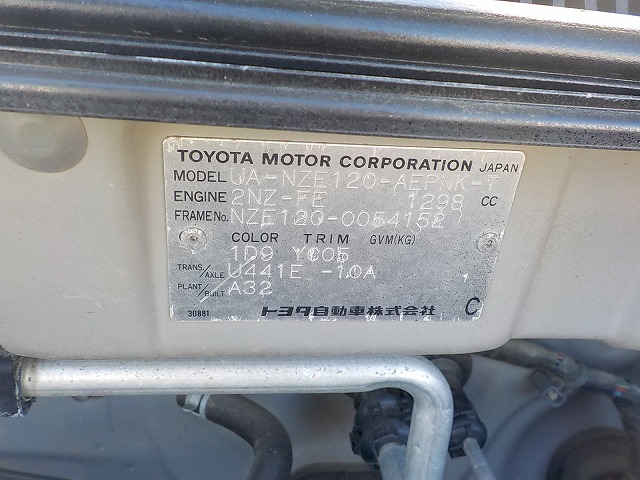 TOYOTA MOTOR CORPORATION JAPAN
MODEL UA-NZE120-AEPNK-T
ENGINE 2NZ-FE 1298 CC
FRAME No. NZE120-0054152
COLOR TRIM GVM(KG)
1D9 YC05
TRANS./AXLE U441E -10A
PLANT/BUILT A32
30881 トヨタ自動車株式会社 C